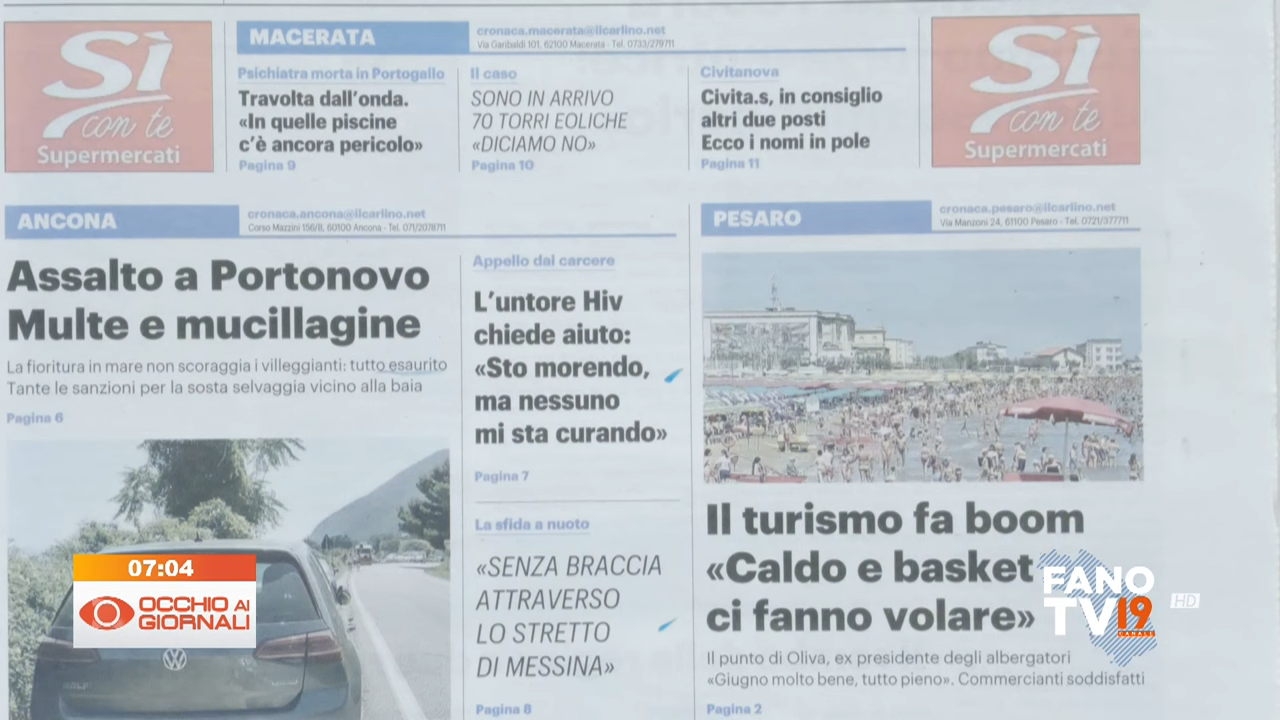 Sì
con te
Supermercati
MACERATA
cronaca.macerata@ilcarlino.net
Via Garibaldi 101, 62100 Macerata - Tel. 0733/279711
Psichiatra morta in Portogallo
Travolta dall'onda.
«In quelle piscine
c'è ancora pericolo»
Pagina 9
Il caso
SONO IN ARRIVO
70 TORRI EOLICHE
«DICIAMO NO»
Pagina 10
Civitanova
Civita.s, in consiglio
altri due posti
Ecco i nomi in pole
Pagina 11
Sì
con te
Supermercati
ANCONA
cronaca.ancona@ilcarlino.net
Corso Mazzini 156/8, 60100 Ancona - Tel. 071/2078711
Assalto a Portonovo
Multe e mucillagine
La fioritura in mare non scoraggia i villeggianti: tutto esaurito
Tante le sanzioni per la sosta selvaggia vicino alla baia
Pagina 6
Appello dal carcere
L'untore Hiv
chiede aiuto:
«Sto morendo,
ma nessuno
mi sta curando»
Pagina 7
La sfida a nuoto
«SENZA BRACCIA
ATTRAVERSO
LO STRETTO
DI MESSINA»
Pagina 8
PESARO
cronaca.pesaro@ilcarlino.net
Via Manzoni 24, 61100 Pesaro - Tel. 0721/377711
Il turismo fa boom
«Caldo e basket
ci fanno volare»
Il punto di Oliva, ex presidente degli albergatori
«Giugno molto bene, tutto pieno». Commercianti soddisfatti
Pagina 2
07:04
OCCHIO AI
GIORNALI
FANO
TV 19
CANALE
HD